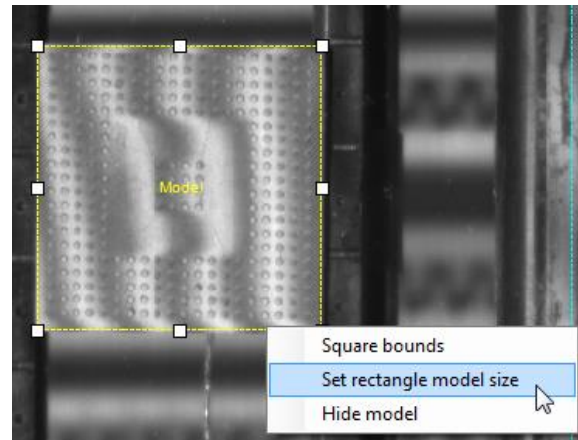 Model
Square bounds
Set rectangle model size
Hide model